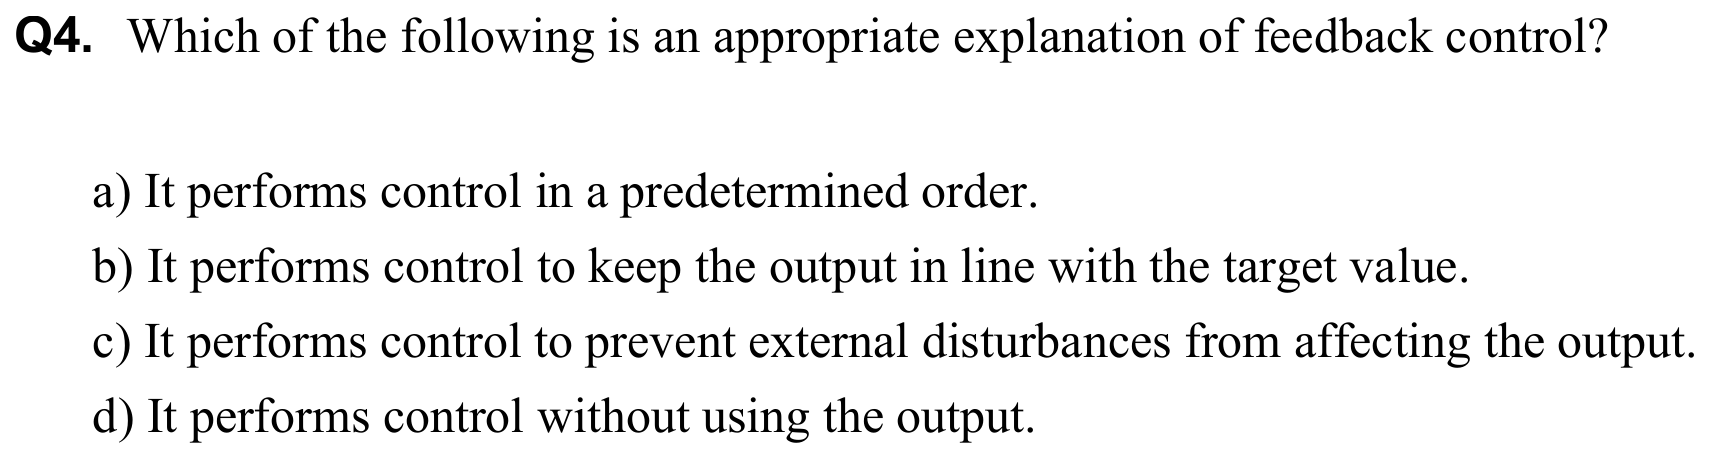 Q4. Which of the following is an appropriate explanation of feedback control?
a) It performs control in a predetermined order.
b) It performs control to keep the output in line with the target value.
c) It performs control to prevent external disturbances from affecting the output.
d) It performs control without using the output.